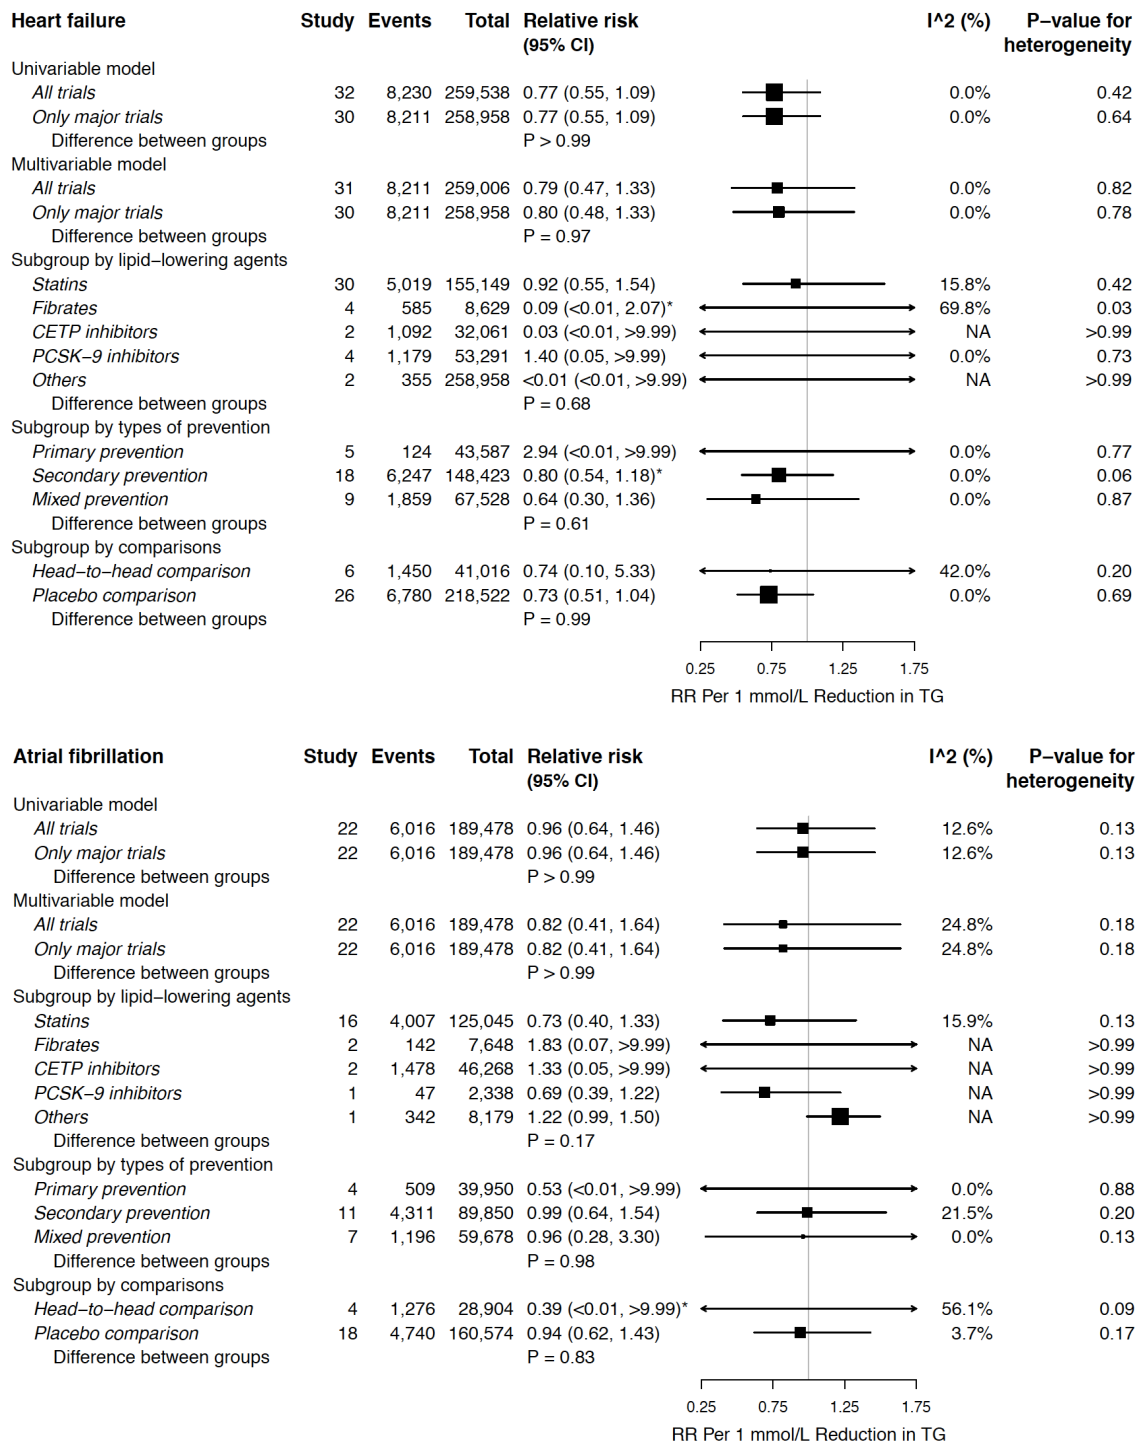 Heart failure Study Events Total Relative risk I^2 (%) P−value for
(95% CI) heterogeneity
Univariable model
All trials 32 8,230 259,538 0.77 (0.55, 1.09) 0.0% 0.42
Only major trials 30 8,211 258,958 0.77 (0.55, 1.09) 0.0% 0.64
Difference between groups P > 0.99
Multivariable model
All trials 31 8,211 259,006 0.79 (0.47, 1.33) 0.0% 0.82
Only major trials 30 8,211 258,958 0.80 (0.48, 1.33) 0.0% 0.78
Difference between groups P = 0.97
Subgroup by lipid−lowering agents
Statins 30 5,019 155,149 0.92 (0.55, 1.54) 15.8% 0.42
Fibrates 4 585 8,629 0.09 (<0.01, 2.07)* 69.8% 0.03
CETP inhibitors 2 1,092 32,061 0.03 (<0.01, >9.99) NA >0.99
PCSK−9 inhibitors 4 1,179 53,291 1.40 (0.05, >9.99) 0.0% 0.73
Others 2 355 258,958 <0.01 (<0.01, >9.99) NA >0.99
Difference between groups P = 0.68
Subgroup by types of prevention
Primary prevention 5 124 43,587 2.94 (<0.01, >9.99) 0.0% 0.77
Secondary prevention 18 6,247 148,423 0.80 (0.54, 1.18)* 0.0% 0.06
Mixed prevention 9 1,859 67,528 0.64 (0.30, 1.36) 0.0% 0.87
Difference between groups P = 0.61
Subgroup by comparisons
Head−to−head comparison 6 1,450 41,016 0.74 (0.10, 5.33) 42.0% 0.20
Placebo comparison 26 6,780 218,522 0.73 (0.51, 1.04) 0.0% 0.69
Difference between groups P = 0.99
0.25 0.75 1.25 1.75
RR Per 1 mmol/L Reduction in TG
Atrial fibrillation Study Events Total Relative risk I^2 (%) P−value for
(95% CI) heterogeneity
Univariable model
All trials 22 6,016 189,478 0.96 (0.64, 1.46) 12.6% 0.13
Only major trials 22 6,016 189,478 0.96 (0.64, 1.46) 12.6% 0.13
Difference between groups P > 0.99
Multivariable model
All trials 22 6,016 189,478 0.82 (0.41, 1.64) 24.8% 0.18
Only major trials 22 6,016 189,478 0.82 (0.41, 1.64) 24.8% 0.18
Difference between groups P > 0.99
Subgroup by lipid−lowering agents
Statins 16 4,007 125,045 0.73 (0.40, 1.33) 15.9% 0.13
Fibrates 2 142 7,648 1.83 (0.07, >9.99) NA >0.99
CETP inhibitors 2 1,478 46,268 1.33 (0.05, >9.99) NA >0.99
PCSK−9 inhibitors 1 47 2,338 0.69 (0.39, 1.22) NA >0.99
Others 1 342 8,179 1.22 (0.99, 1.50) NA >0.99
Difference between groups P = 0.17
Subgroup by types of prevention
Primary prevention 4 509 39,950 0.53 (<0.01, >9.99) 0.0% 0.88
Secondary prevention 11 4,311 89,850 0.99 (0.64, 1.54) 21.5% 0.20
Mixed prevention 7 1,196 59,678 0.96 (0.28, 3.30) 0.0% 0.13
Difference between groups P = 0.98
Subgroup by comparisons
Head−to−head comparison 4 1,276 28,904 0.39 (<0.01, >9.99)* 56.1% 0.09
Placebo comparison 18 4,740 160,574 0.94 (0.62, 1.43) 3.7% 0.17
Difference between groups P = 0.83
0.25 0.75 1.25 1.75
RR Per 1 mmol/L Reduction in TG